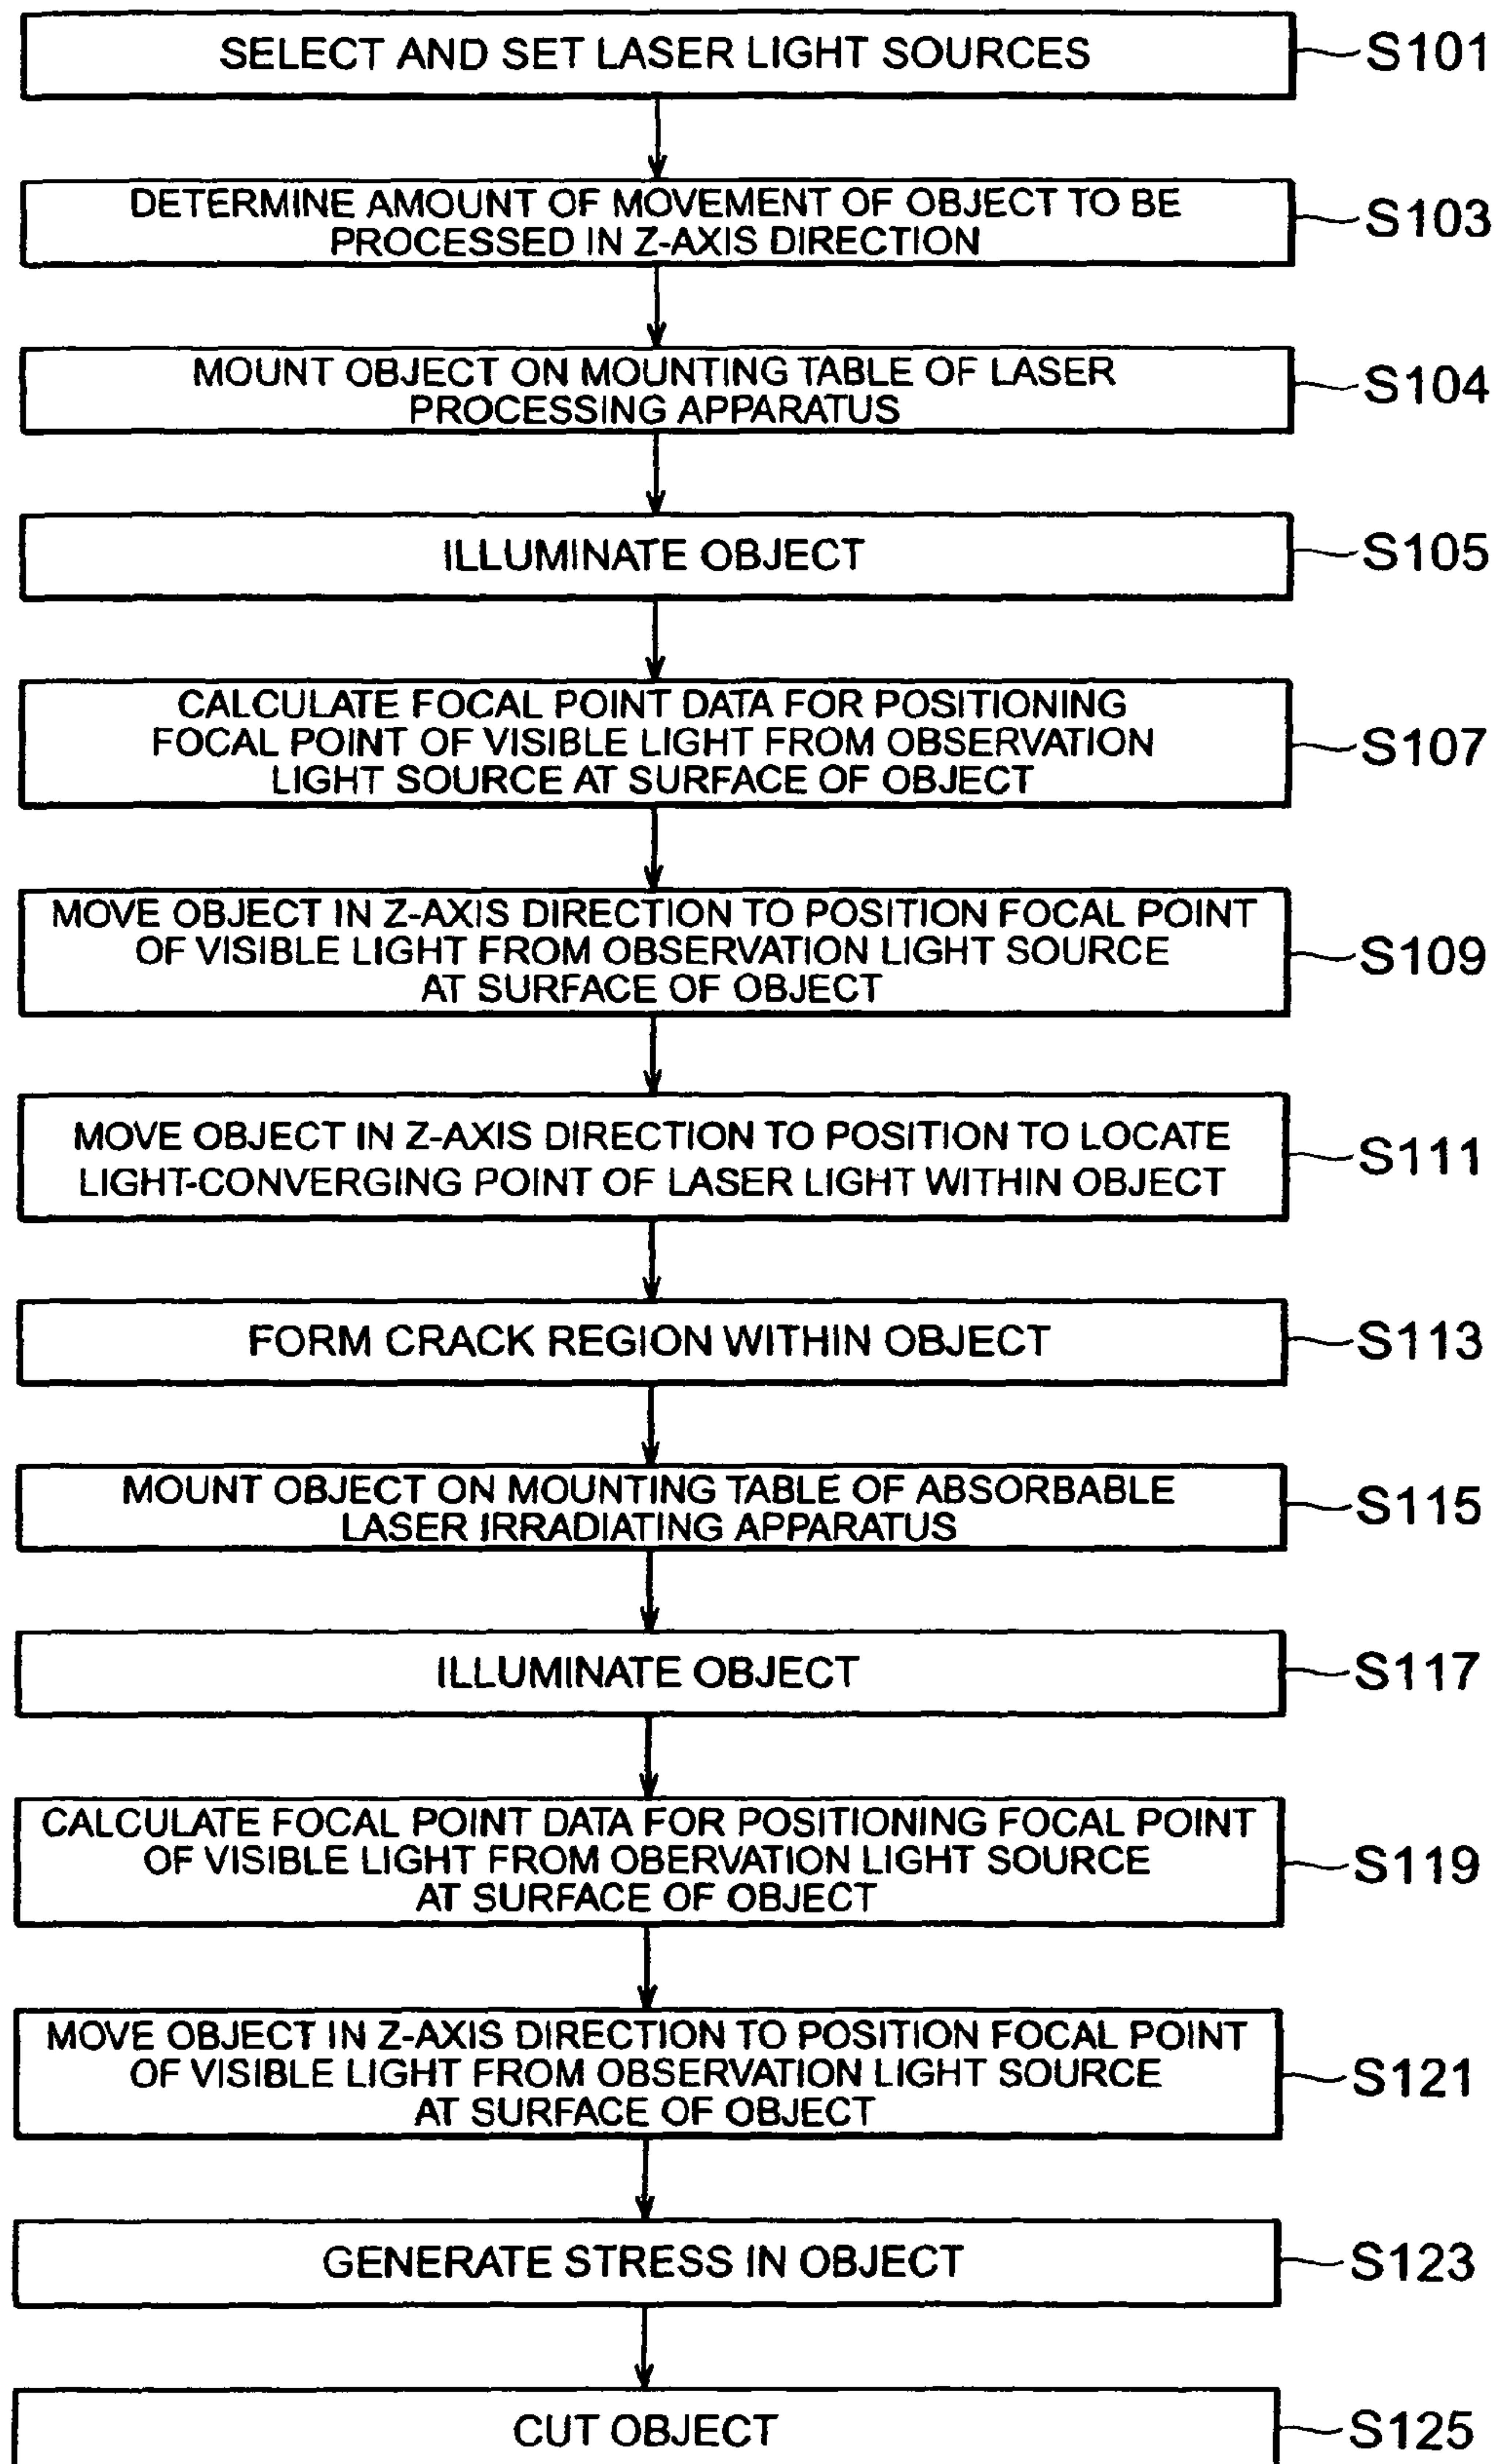 SELECT AND SET LASER LIGHT SOURCES
S101
DETERMINE AMOUNT OF MOVEMENT OF OBJECT TO BE
PROCESSED IN Z-AXIS DIRECTION
S103
MOUNT OBJECT ON MOUNTING TABLE OF LASER
PROCESSING APPARATUS
S104
ILLUMINATE OBJECT
S105
CALCULATE FOCAL POINT DATA FOR POSITIONING
FOCAL POINT OF VISIBLE LIGHT FROM OBSERVATION
LIGHT SOURCE AT SURFACE OF OBJECT
S107
MOVE OBJECT IN Z-AXIS DIRECTION TO POSITION FOCAL POINT
OF VISIBLE LIGHT FROM OBSERVATION LIGHT SOURCE
AT SURFACE OF OBJECT
S109
MOVE OBJECT IN Z-AXIS DIRECTION TO POSITION TO LOCATE
LIGHT-CONVERGING POINT OF LASER LIGHT WITHIN OBJECT
S111
FORM CRACK REGION WITHIN OBJECT
S113
MOUNT OBJECT ON MOUNTING TABLE OF ABSORBABLE
LASER IRRADIATING APPARATUS
S115
ILLUMINATE OBJECT
S117
CALCULATE FOCAL POINT DATA FOR POSITIONING FOCAL POINT
OF VISIBLE LIGHT FROM OBERVATION LIGHT SOURCE
AT SURFACE OF OBJECT
S119
MOVE OBJECT IN Z-AXIS DIRECTION TO POSITION FOCAL POINT
OF VISIBLE LIGHT FROM OBSERVATION LIGHT SOURCE
AT SURFACE OF OBJECT
S121
GENERATE STRESS IN OBJECT
S123
CUT OBJECT
S125